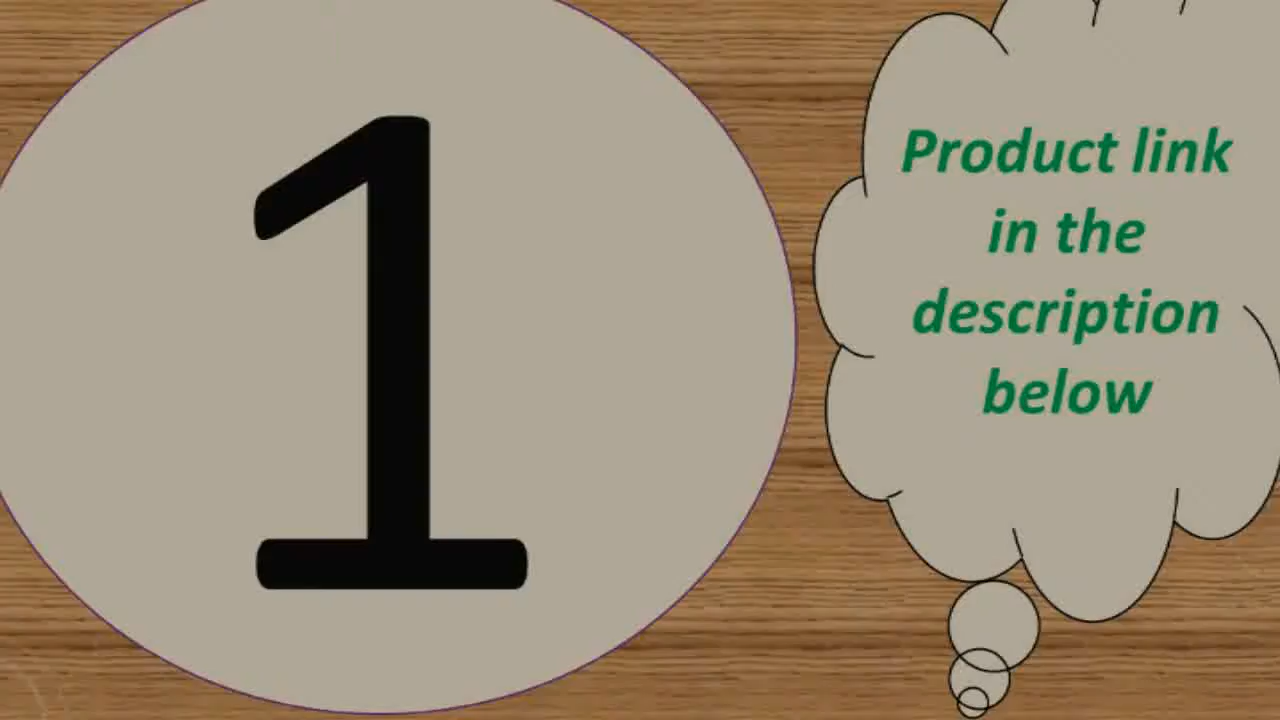 1
Product link
in the
description
below